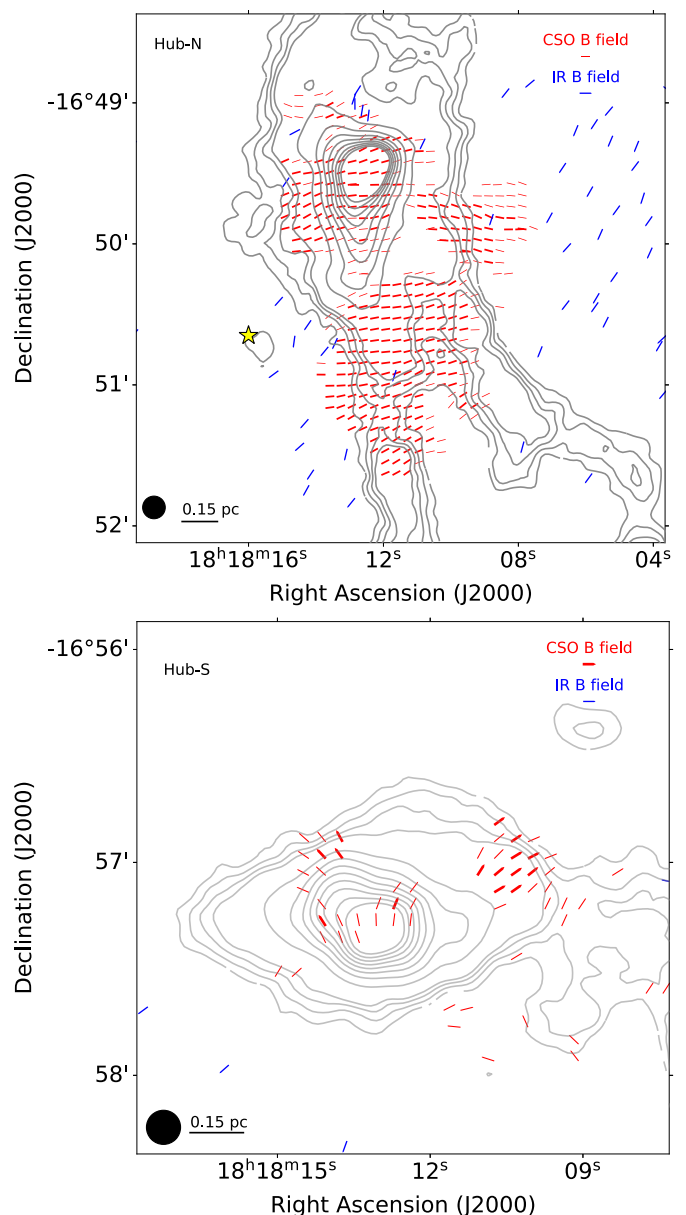 Hub-N
CSO B field
IR B field
-16°49'
50'
51'
52'
Declination (J2000)
0.15 pc
18ʰ18ᵐ16ˢ 12ˢ 08ˢ 04ˢ
Right Ascension (J2000)
-16°56'
Hub-S
CSO B field
IR B field
57'
58'
Declination (J2000)
0.15 pc
18ʰ18ᵐ15ˢ 12ˢ 09ˢ
Right Ascension (J2000)